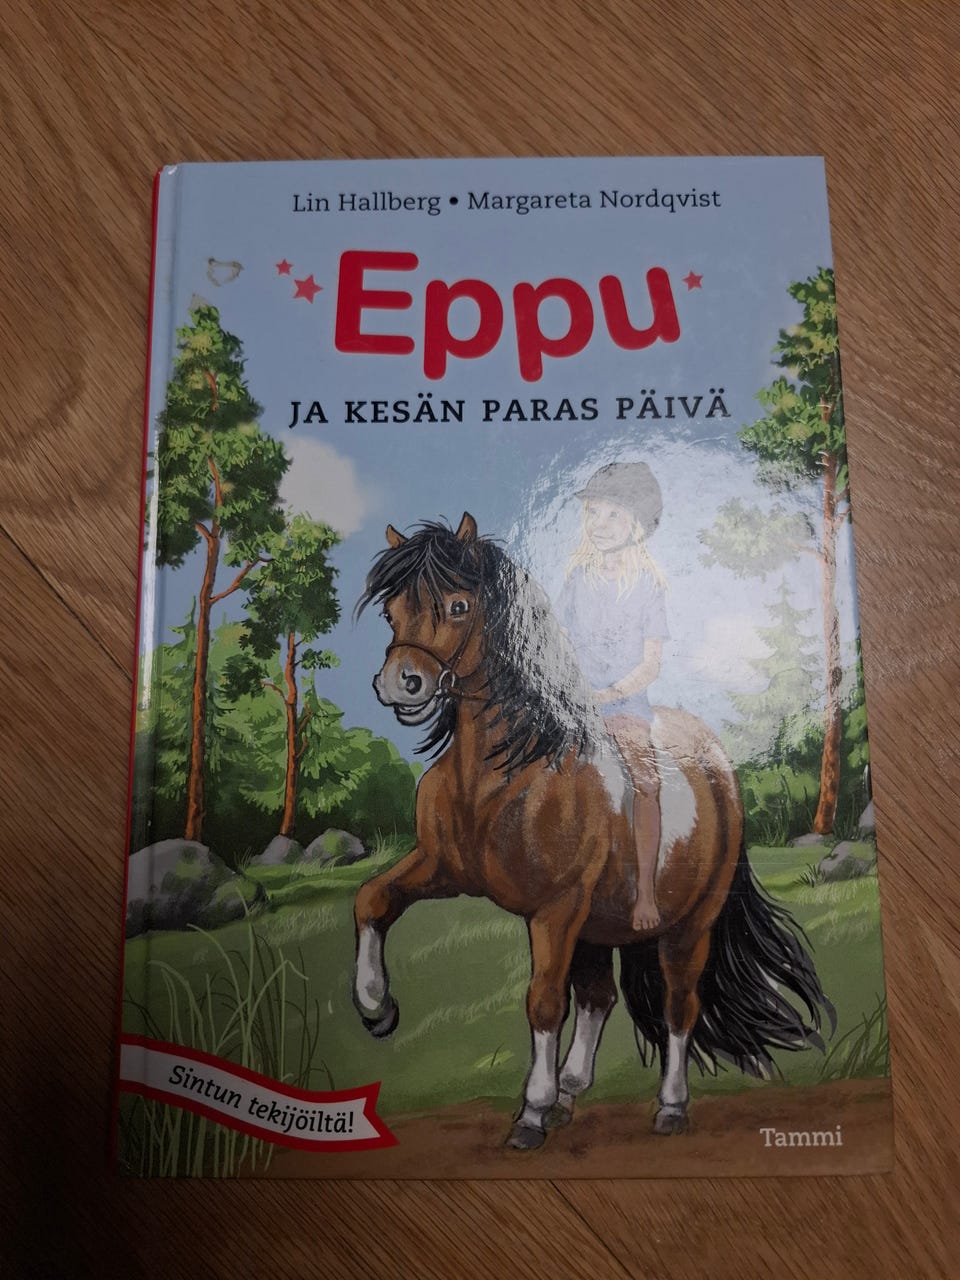 Lin Hallberg • Margareta Nordqvist
Eppu
JA KESÄN PARAS PÄIVÄ
Sintun tekijöiltä!
Tammi